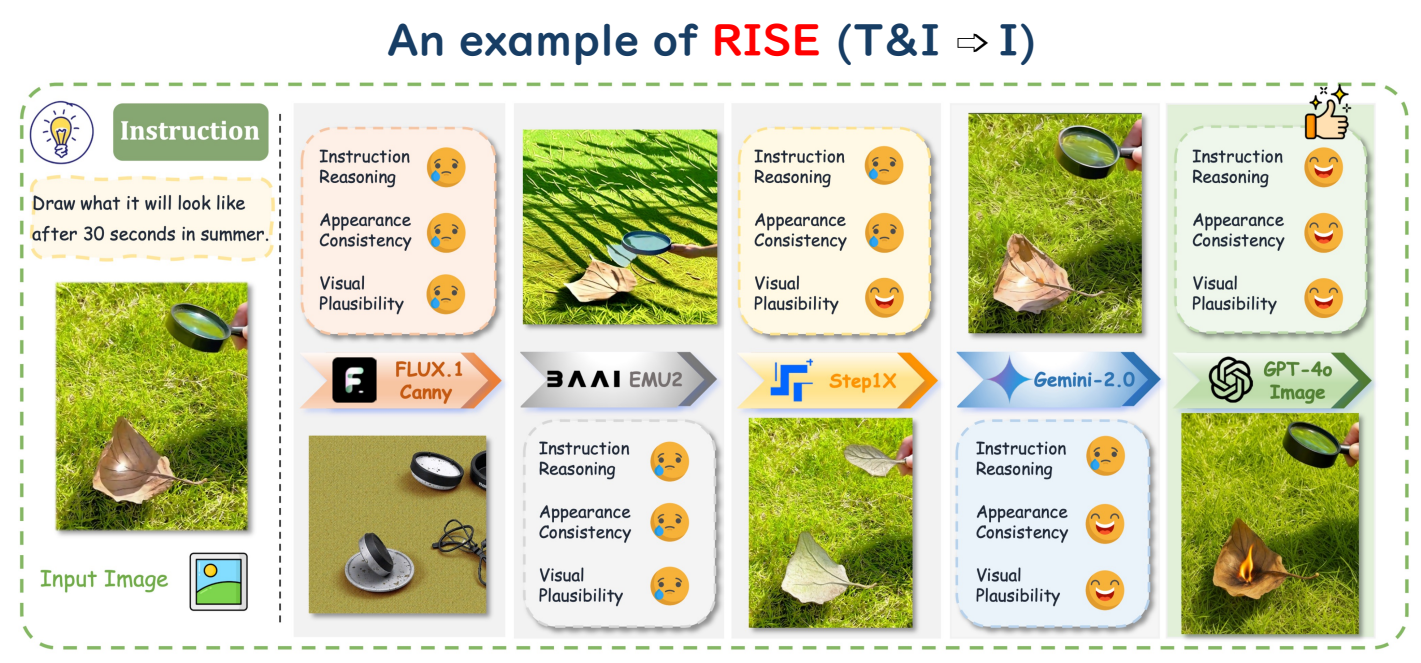 An example of RISE (T&I ⇨ I)
Instruction
Draw what it will look like
after 30 seconds in summer.
Input Image
Instruction
Reasoning
Appearance
Consistency
Visual
Plausibility
FLUX.1
Canny
BAAI EMU2
Instruction
Reasoning
Appearance
Consistency
Visual
Plausibility
Instruction
Reasoning
Appearance
Consistency
Visual
Plausibility
Step1X
Gemini-2.0
Instruction
Reasoning
Appearance
Consistency
Visual
Plausibility
Instruction
Reasoning
Appearance
Consistency
Visual
Plausibility
GPT-4o
Image